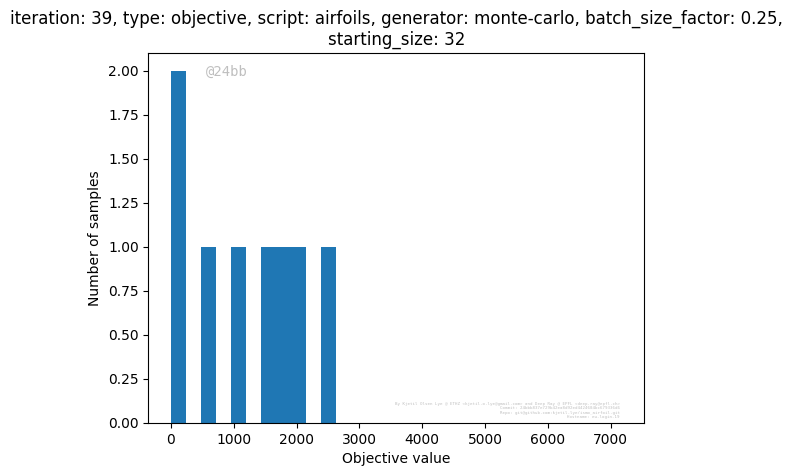 iteration: 39, type: objective, script: airfoils, generator: monte-carlo, batch_size_factor: 0.25,
starting_size: 32
@24bb
2.00
1.75
1.50
1.25
1.00
0.75
0.50
0.25
0.00
Number of samples
0 1000 2000 3000 4000 5000 6000 7000
Objective value